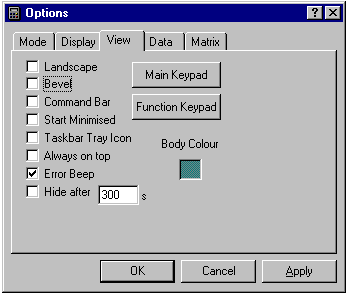 Options
Mode Display View Data Matrix
Landscape
Bevel
Main Keypad
Command Bar
Function Keypad
Start Minimised
Taskbar Tray Icon
Body Colour
Always on top
Error Beep
Hide after 300 s
OK Cancel Apply